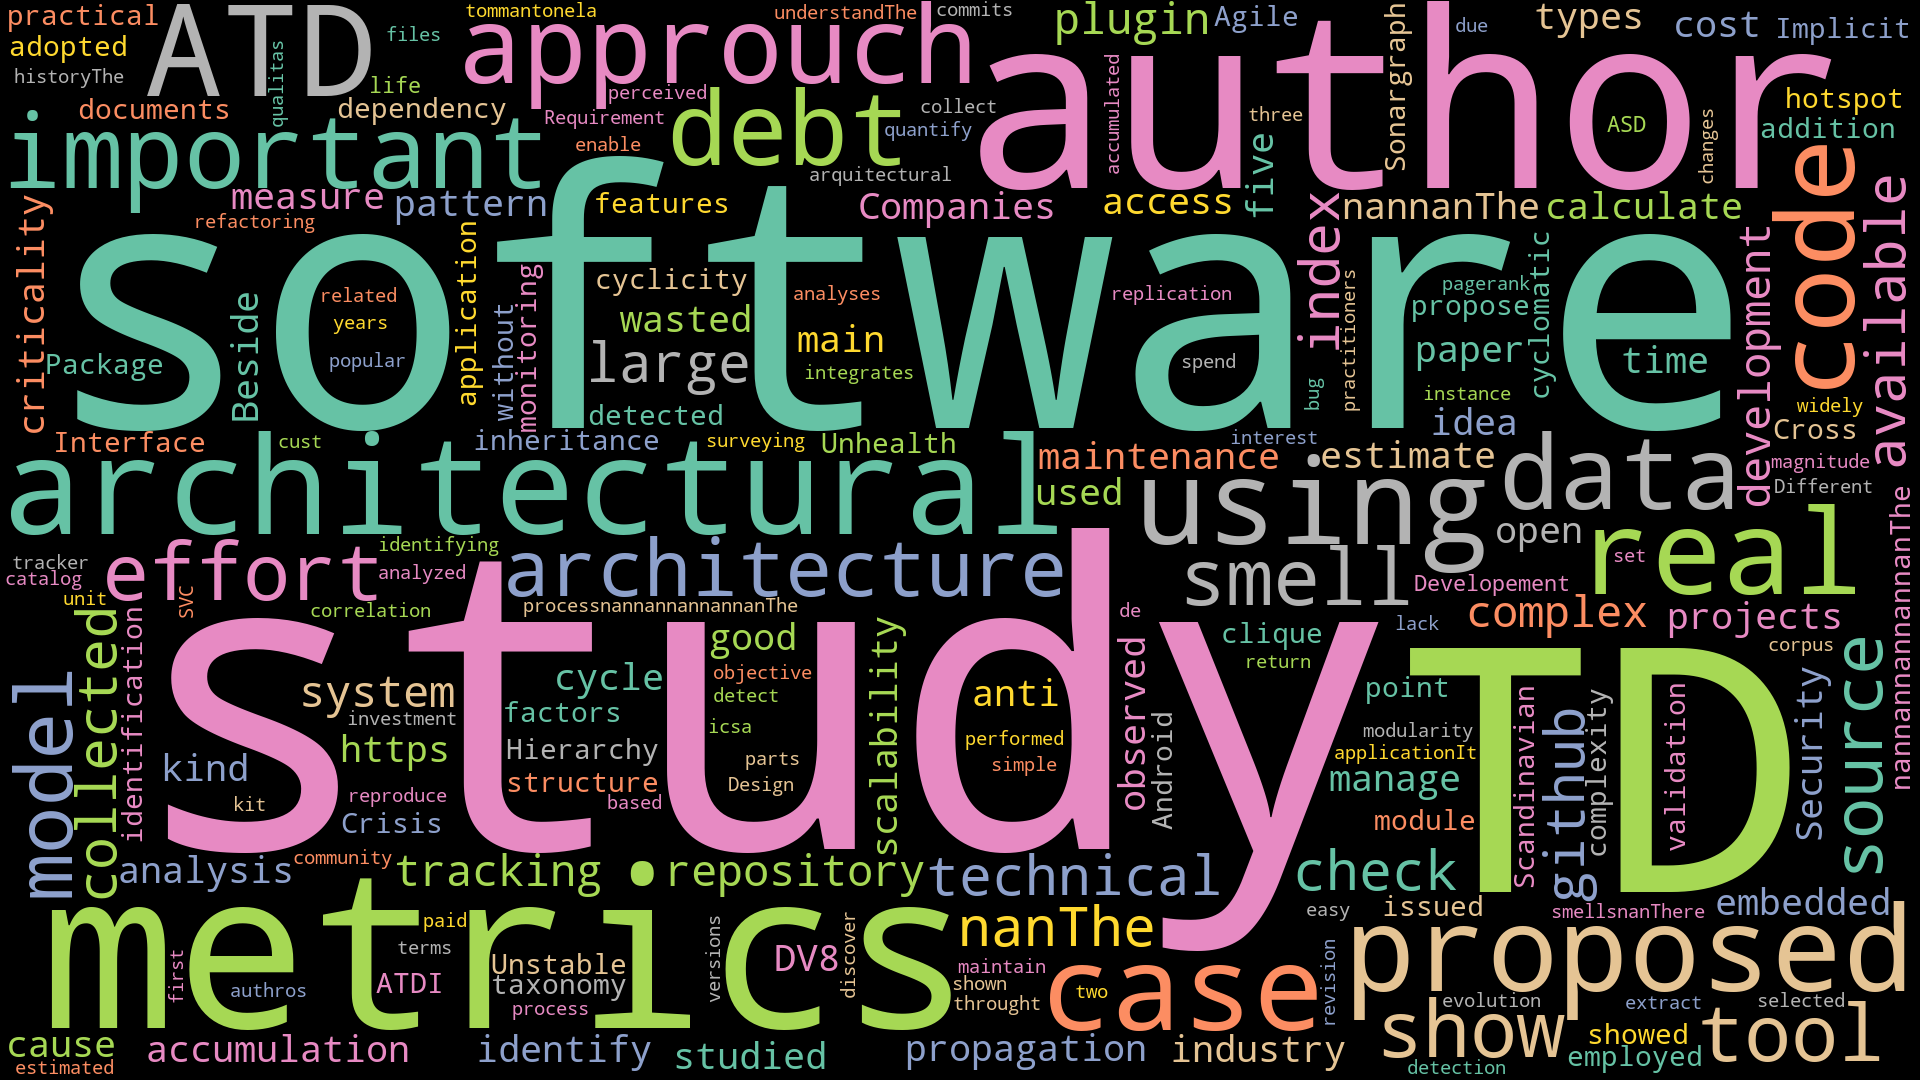 practical
ATD
tommantonela
understandThe
commits
plugin
Agile
types
due
cost
Implicit
adopted
files
approuch
author
historyThe
qualitas
life
perceived
accumulated
Sonargraph
documents
dependency
debt
collect
three
ASD
changes
hotspot
important
Requirement
quantify
addition
enable
arquitectural
five
code
measure
pattern
features
Companies
access
nannanThe
calculate
refactoring
available
criticality
software
application
monitoring
cyclicity
analyses
replication
index
practitioners
pagerank
propose
cyclomatic
development
Beside
related
years
popular
without
wasted
main
large
integrates
spend
bug
paper
time
Package
instance
widely
detected
idea
Cross
Interface
cust
inheritance
surveying
Unhealth
interest
architectural
maintenance
estimate
magnitude
used
using
data
Different
open
tracker
effort
identifying
architecture
real
set
nannannannanThe
catalog
analyzed
smell
Developement
unit
SVC
correlation
processnannannannannanThe
de
complex
projects
collected
identification
study
good
scalability
observed
clique
lack
corpus
return
TD
source
model
system
cycle
objective
anti
point
investment
factors
detect
icsa
Android
modularity
github
complexity
validation
Security
https
Hierarchy
performed
applicationIt
kind
parts
simple
manage
Scandinavian
structure
Design
reproduce
based
kit
Crisis
module
analysis
community
tracking
repository
technical
check
metrics
paid
nanThe
easy
issued
smellsnanThere
embedded
terms
versions
discover
proposed
first
authros
ATDI
Unstable
taxonomy
DV8
maintain
shown
two
case
revision
process
throught
evolution
extract
selected
show
showed
tool
cause
accumulation
identify
studied
propagation
industry
employed
estimated
detection